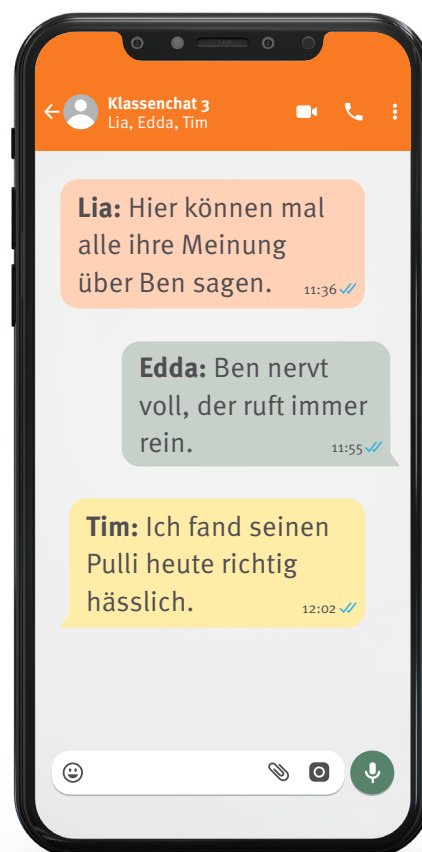 Klassenchat 3
Lia, Edda, Tim
Lia: Hier können mal
alle ihre Meinung
über Ben sagen.
11:36
Edda: Ben nervt
voll, der ruft immer
rein.
11:55
Tim: Ich fand seinen
Pulli heute richtig
hässlich.
12:02